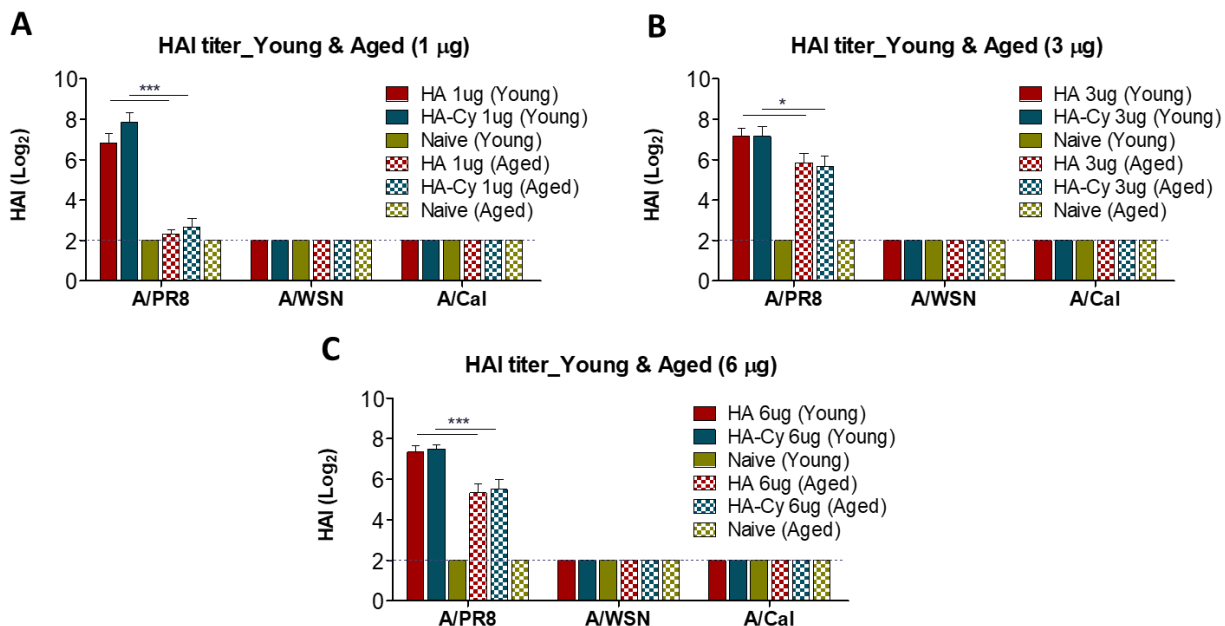 A
HAI titer_Young & Aged (1 μg)
***
HAI (Log2)
10
8
6
4
2
0
HA 1ug (Young)
HA-Cy 1ug (Young)
Naive (Young)
HA 1ug (Aged)
HA-Cy 1ug (Aged)
Naive (Aged)
A/PR8 A/WSN A/Cal
B
HAI titer_Young & Aged (3 μg)
*
HAI (Log2)
10
8
6
4
2
0
HA 3ug (Young)
HA-Cy 3ug (Young)
Naive (Young)
HA 3ug (Aged)
HA-Cy 3ug (Aged)
Naive (Aged)
A/PR8 A/WSN A/Cal
C
HAI titer_Young & Aged (6 μg)
***
HAI (Log2)
10
8
6
4
2
0
HA 6ug (Young)
HA-Cy 6ug (Young)
Naive (Young)
HA 6ug (Aged)
HA-Cy 6ug (Aged)
Naive (Aged)
A/PR8 A/WSN A/Cal